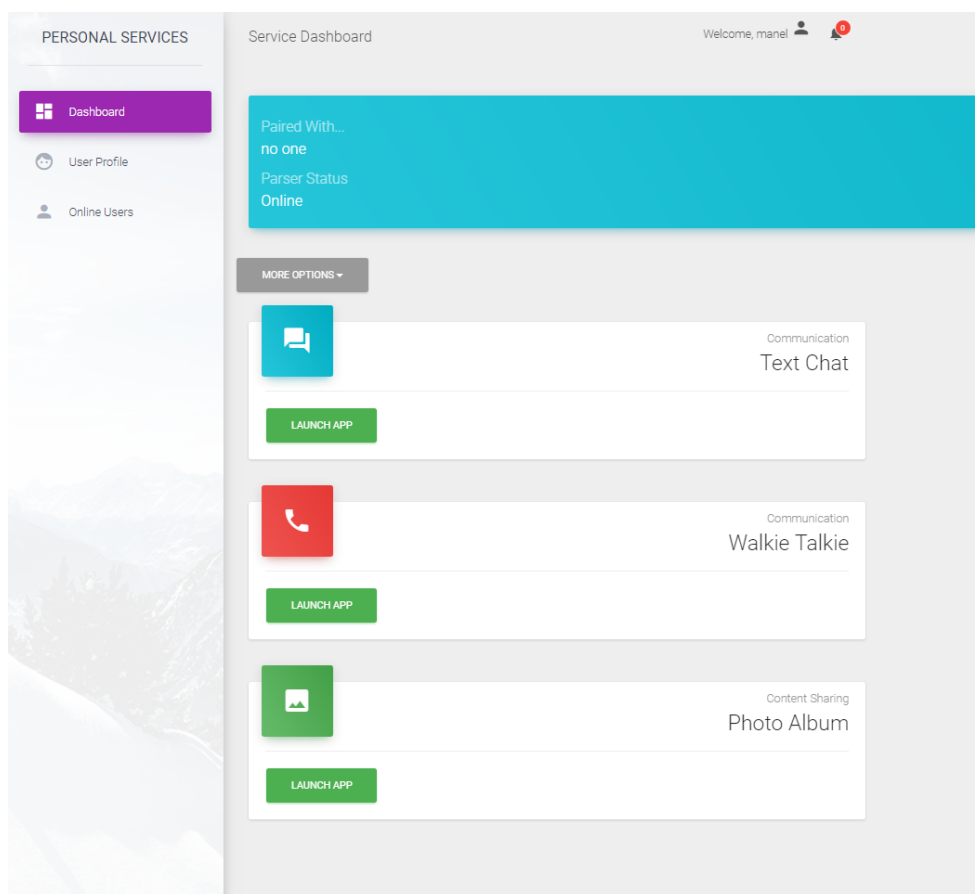 PERSONAL SERVICES
Service Dashboard
Welcome, manel
0
Dashboard
User Profile
Online Users
Paired With...
no one
Parser Status
Online
MORE OPTIONS
Communication
Text Chat
LAUNCH APP
Communication
Walkie Talkie
LAUNCH APP
Content Sharing
Photo Album
LAUNCH APP